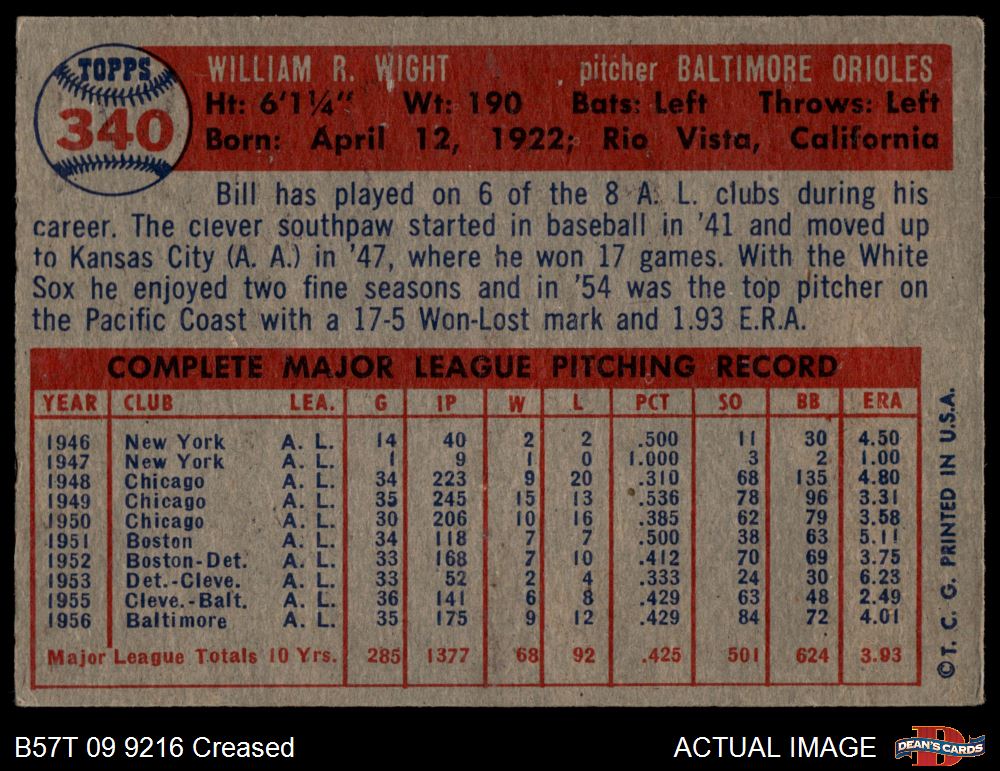 TOPPS
340
WILLIAM R. WIGHT pitcher BALTIMORE ORIOLES
Ht: 6'1¼" Wt: 190 Bats: Left Throws: Left
Born: April 12, 1922; Rio Vista, California
Bill has played on 6 of the 8 A. L. clubs during his
career. The clever southpaw started in baseball in '41 and moved up
to Kansas City (A. A.) in '47, where he won 17 games. With the White
Sox he enjoyed two fine seasons and in '54 was the top pitcher on
the Pacific Coast with a 17-5 Won-Lost mark and 1.93 E.R.A.
COMPLETE MAJOR LEAGUE PITCHING RECORD
YEAR CLUB LEA. G IP W L PCT SO BB ERA
1946 New York A. L. 14 40 2 2 .500 11 30 4.50
1947 New York A. L. 1 9 1 0 1.000 3 2 1.00
1948 Chicago A. L. 34 223 9 20 .310 68 135 4.80
1949 Chicago A. L. 35 245 15 13 .536 78 96 3.31
1950 Chicago A. L. 30 206 10 16 .385 62 79 3.58
1951 Boston A. L. 34 118 7 7 .500 38 63 5.11
1952 Boston-Det. A. L. 33 168 7 10 .412 70 69 3.75
1953 Det.-Cleve. A. L. 33 52 2 4 .333 24 30 6.23
1955 Cleve.-Balt. A. L. 36 141 6 8 .429 63 48 2.49
1956 Baltimore A. L. 35 175 9 12 .429 84 72 4.01
Major League Totals 10 Yrs. 285 1377 68 92 .425 501 624 3.93
©T. C. G. PRINTED IN U.S.A.
B57T 09 9216 Creased
ACTUAL IMAGE
DEAN'S CARDS